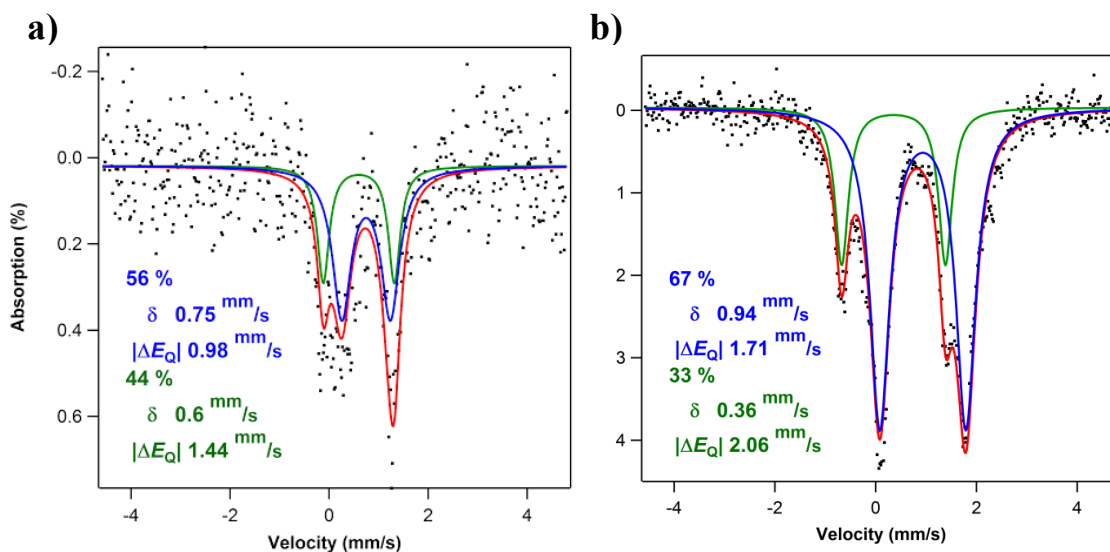 a)
-0.2
0.0
0.2
0.4
0.6
Absorption (%)
56 %
δ 0.75 mm/s
|ΔEQ| 0.98 mm/s
44 %
δ 0.6 mm/s
|ΔEQ| 1.44 mm/s
-4 -2 0 2 4
Velocity (mm/s)
b)
0
1
2
3
4
Absorption (%)
67 %
δ 0.94 mm/s
|ΔEQ| 1.71 mm/s
33 %
δ 0.36 mm/s
|ΔEQ| 2.06 mm/s
-4 -2 0 2 4
Velocity (mm/s)